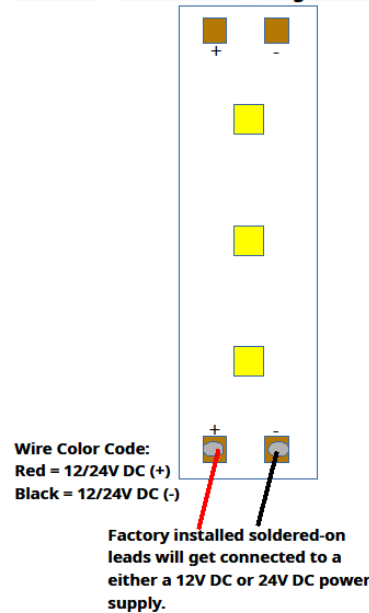 + -
+ -
Wire Color Code:
Red = 12/24V DC (+)
Black = 12/24V DC (-)
Factory installed soldered-on
leads will get connected to a
either a 12V DC or 24V DC power
supply.